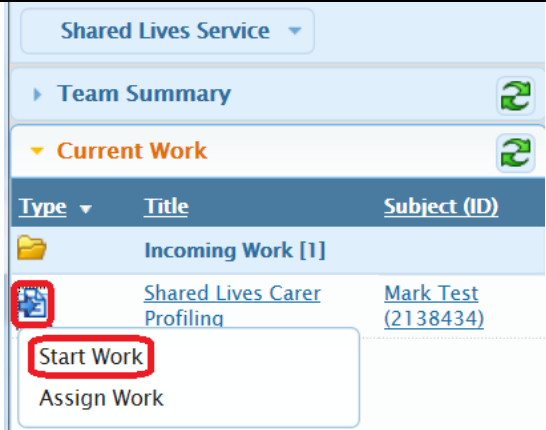 Shared Lives Service
Team Summary
Current Work
Type Title Subject (ID)
Incoming Work [1]
Shared Lives Carer Mark Test
Profiling (2138434)
Start Work
Assign Work